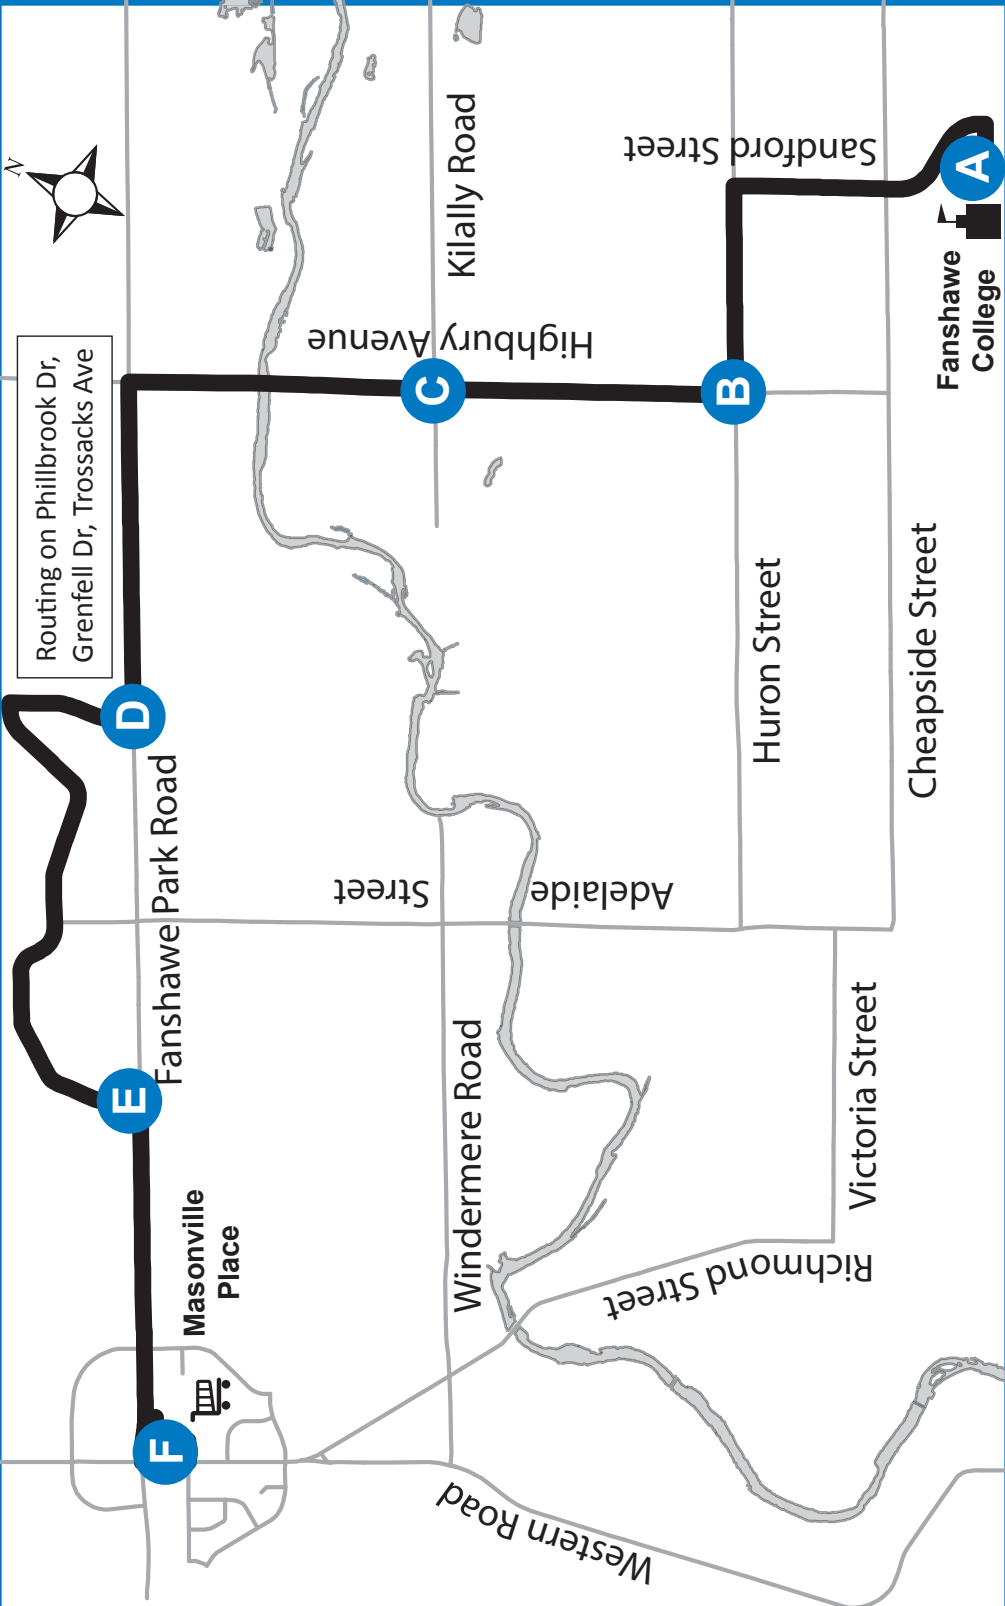 N
Routing on Phillbrook Dr,
Grenfell Dr, Trossacks Ave
Kilally Road
Sandford Street
A
Fanshawe
College
Highbury Avenue
C
B
D
Fanshawe Park Road
Huron Street
Cheapside Street
Adelaide
Street
E
Windermere Road
Victoria Street
Masonville
Place
Richmond Street
F
Western Road